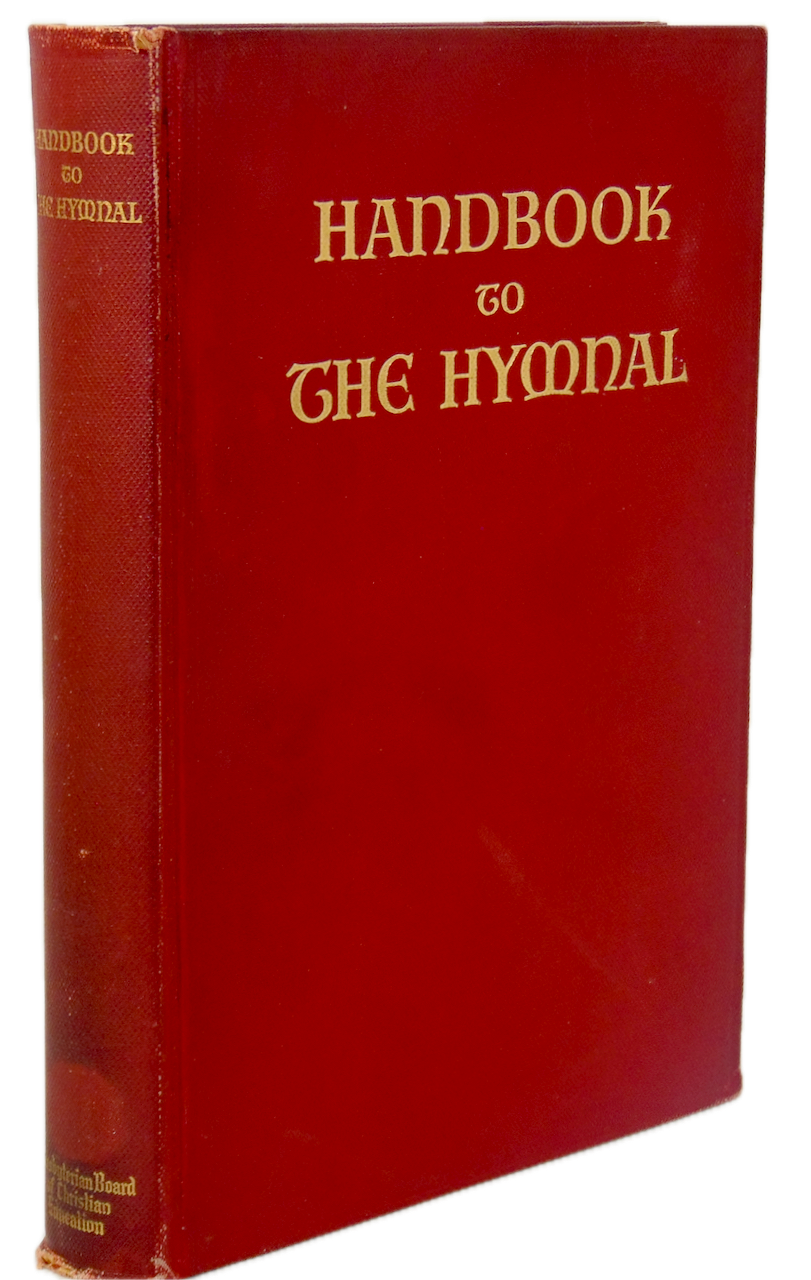 HANDBOOK
TO
THE HYMNAL
HANDBOOK
TO
THE HYMNAL
Presbyterian Board
of Christian
Education